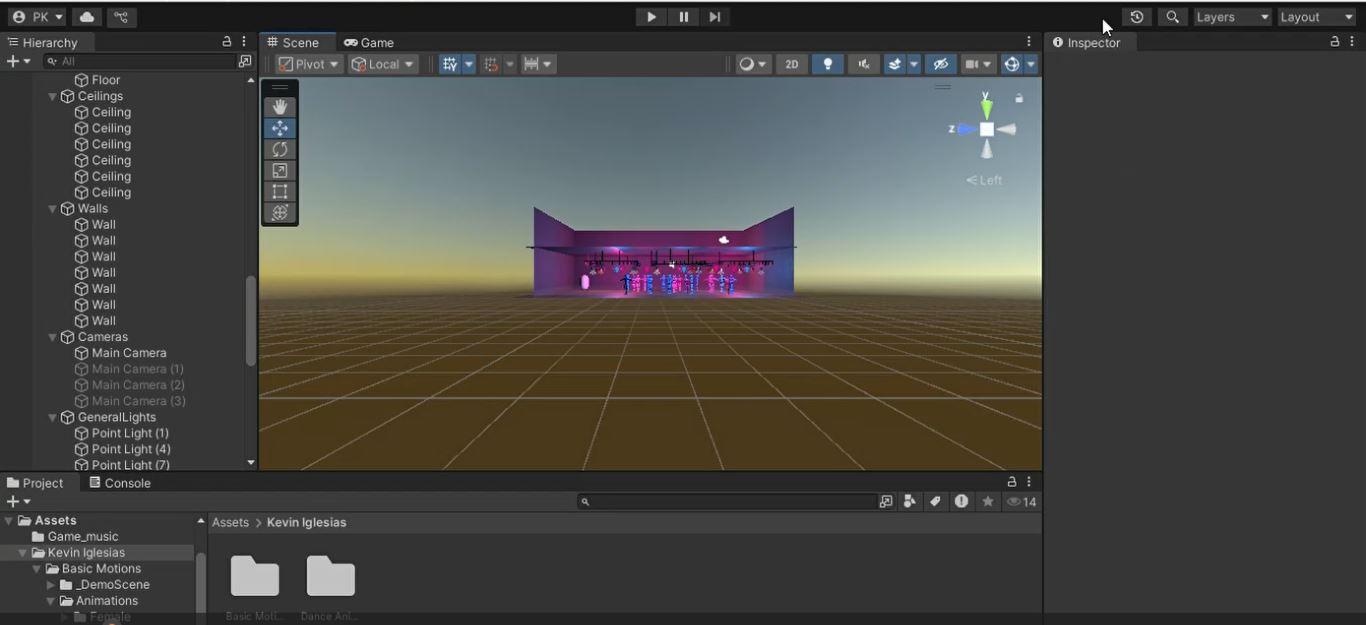 PK Layers Layout
Hierarchy Scene Game Inspector
All Pivot Local 2D
Floor
Ceilings
Ceiling
Ceiling
Ceiling
Ceiling
Ceiling
Ceiling
Walls
Wall
Wall
Wall
Wall
Wall
Wall
Wall
Cameras
Main Camera
Main Camera (1)
Main Camera (2)
Main Camera (3)
GeneralLights
Point Light (1)
Point Light (4)
Point Light (7)
y
z
Left
Project Console
14
Assets
Game_music
Kevin Iglesias
Basic Motions
_DemoScene
Animations
Female
Assets > Kevin Iglesias
Basic Moti... Dance Ani...